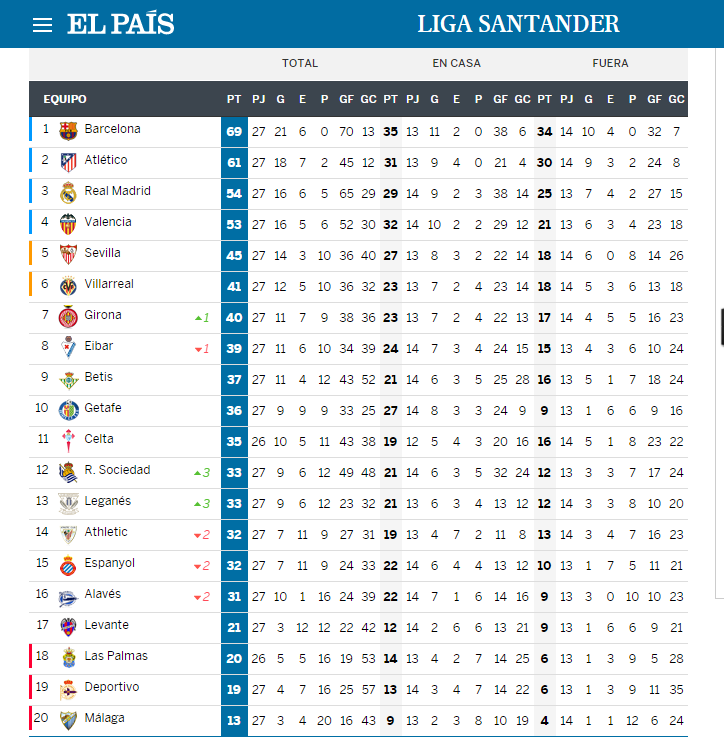 EL PAÍS LIGA SANTANDER
TOTAL EN CASA FUERA
EQUIPO PT PJ G E P GF GC PT PJ G E P GF GC PT PJ G E P GF GC
1 Barcelona 69 27 21 6 0 70 13 35 13 11 2 0 38 6 34 14 10 4 0 32 7
2 Atlético 61 27 18 7 2 45 12 31 13 9 4 0 21 4 30 14 9 3 2 24 8
3 Real Madrid 54 27 16 6 5 65 29 29 14 9 2 3 38 14 25 13 7 4 2 27 15
4 Valencia 53 27 16 5 6 52 30 32 14 10 2 2 29 12 21 13 6 3 4 23 18
5 Sevilla 45 27 14 3 10 36 40 27 13 8 3 2 22 14 18 14 6 0 8 14 26
6 Villarreal 41 27 12 5 10 36 32 23 13 7 2 4 23 14 18 14 5 3 6 13 18
7 Girona 1 40 27 11 7 9 38 36 23 13 7 2 4 22 13 17 14 4 5 5 16 23
8 Eibar 1 39 27 11 6 10 34 39 24 14 7 3 4 24 15 15 13 4 3 6 10 24
9 Betis 37 27 11 4 12 43 52 21 14 6 3 5 25 28 16 13 5 1 7 18 24
10 Getafe 36 27 9 9 9 33 25 27 14 8 3 3 24 9 9 13 1 6 6 9 16
11 Celta 35 26 10 5 11 43 38 19 12 5 4 3 20 16 16 14 5 1 8 23 22
12 R. Sociedad 3 33 27 9 6 12 49 48 21 14 6 3 5 32 24 12 13 3 3 7 17 24
13 Leganés 3 33 27 9 6 12 23 32 21 13 6 3 4 13 12 12 14 3 3 8 10 20
14 Athletic 2 32 27 7 11 9 27 31 19 13 4 7 2 11 8 13 14 3 4 7 16 23
15 Espanyol 2 32 27 7 11 9 24 33 22 14 6 4 4 13 12 10 13 1 7 5 11 21
16 Alavés 2 31 27 10 1 16 24 39 22 14 7 1 6 14 16 9 13 3 0 10 10 23
17 Levante 21 27 3 12 12 22 42 12 14 2 6 6 13 21 9 13 1 6 6 9 21
18 Las Palmas 20 26 5 5 16 19 53 14 13 4 2 7 14 25 6 13 1 3 9 5 28
19 Deportivo 19 27 4 7 16 25 57 13 14 3 4 7 14 22 6 13 1 3 9 11 35
20 Málaga 13 27 3 4 20 16 43 9 13 2 3 8 10 19 4 14 1 1 12 6 24